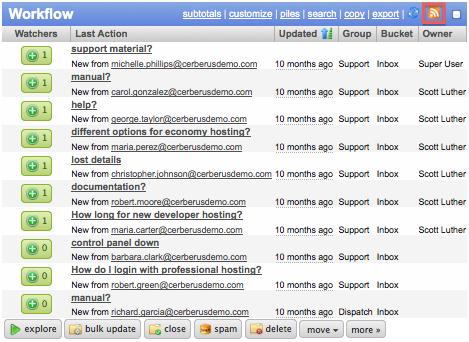 Workflow subtotals | customize | piles | search | copy | export |
Watchers Last Action Updated Group Bucket Owner
support material?
1 New from michelle.phillips@cerberusdemo.com 10 months ago Support Inbox Super User
manual?
1 New from carol.gonzalez@cerberusdemo.com 10 months ago Support Inbox Scott Luther
help?
1 New from george.taylor@cerberusdemo.com 10 months ago Support Inbox Scott Luther
different options for economy hosting?
1 New from maria.perez@cerberusdemo.com 10 months ago Support Inbox Scott Luther
lost details
1 New from christopher.johnson@cerberusdemo.com 10 months ago Support Inbox Scott Luther
documentation?
1 New from robert.moore@cerberusdemo.com 10 months ago Support Inbox Scott Luther
How long for new developer hosting?
1 New from maria.carter@cerberusdemo.com 10 months ago Support Inbox Scott Luther
control panel down
0 New from barbara.clark@cerberusdemo.com 10 months ago Support Inbox
How do I login with professional hosting?
0 New from robert.green@cerberusdemo.com 10 months ago Support Inbox
manual?
0 New from richard.garcia@cerberusdemo.com 10 months ago Dispatch Inbox
explore bulk update close spam delete move more »